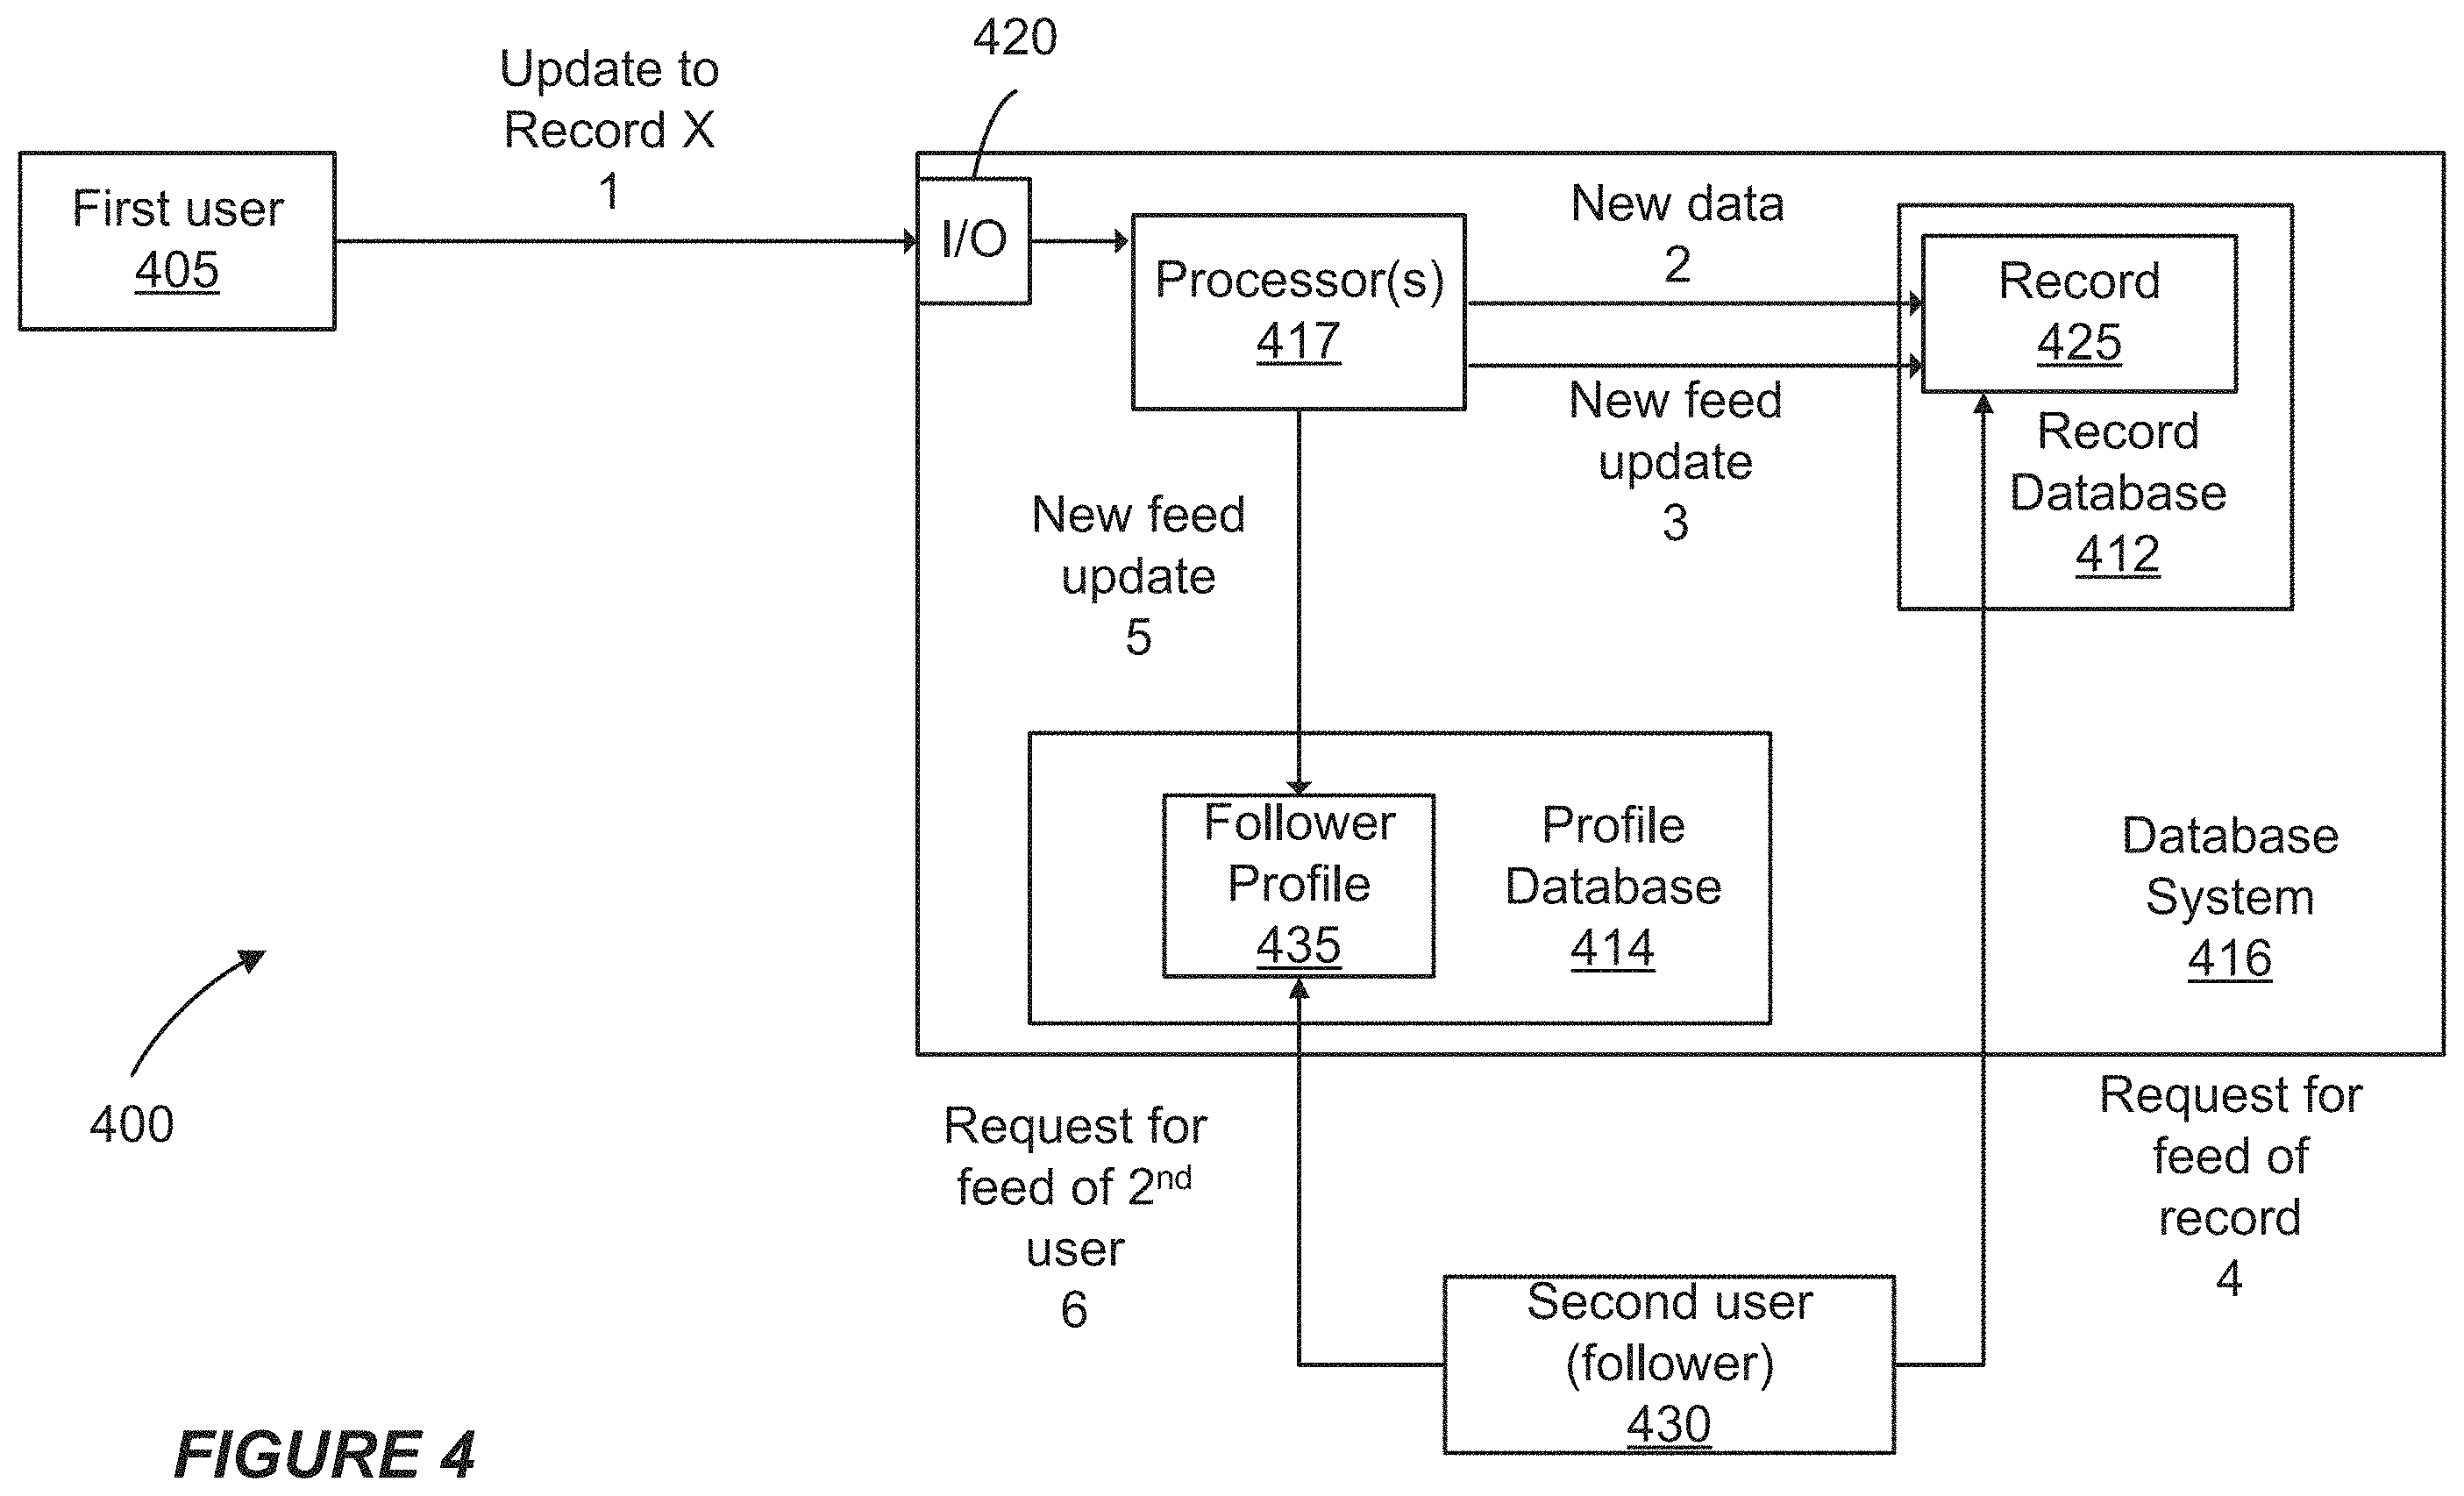 420
Update to
Record X
1
First user
405
I/O
Processor(s)
417
New data
2
Record
425
New feed
update
3
Record
Database
412
New feed
update
5
Follower
Profile
435
Profile
Database
414
Database
System
416
400
Request for
feed of 2nd
user
6
Request for
feed of
record
4
Second user
(follower)
430
FIGURE 4